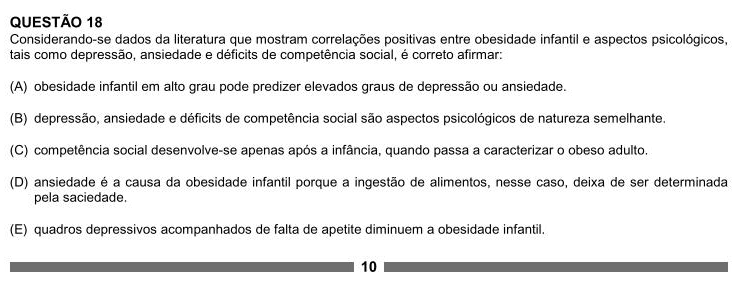 QUESTÃO 18
Considerando-se dados da literatura que mostram correlações positivas entre obesidade infantil e aspectos psicológicos,
tais como depressão, ansiedade e déficits de competência social, é correto afirmar:
(A) obesidade infantil em alto grau pode predizer elevados graus de depressão ou ansiedade.
(B) depressão, ansiedade e déficits de competência social são aspectos psicológicos de natureza semelhante.
(C) competência social desenvolve-se apenas após a infância, quando passa a caracterizar o obeso adulto.
(D) ansiedade é a causa da obesidade infantil porque a ingestão de alimentos, nesse caso, deixa de ser determinada
pela saciedade.
(E) quadros depressivos acompanhados de falta de apetite diminuem a obesidade infantil.
10